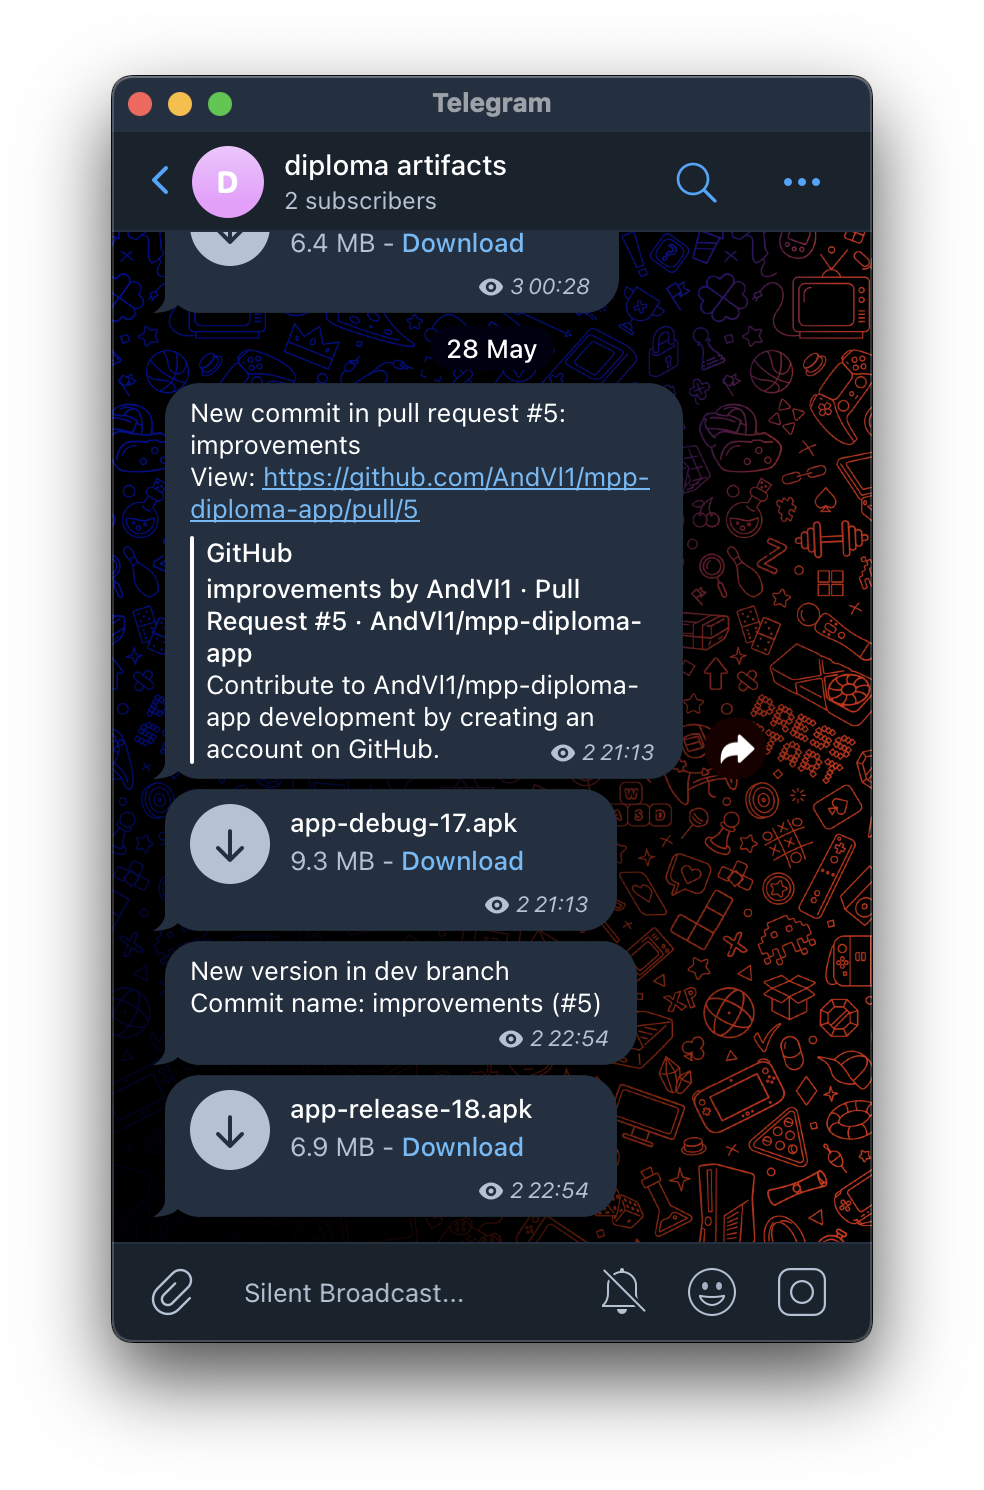 Telegram
D
diploma artifacts
2 subscribers
6.4 MB - Download
3 00:28
28 May
New commit in pull request #5:
improvements
View: https://github.com/AndVl1/mpp-
diploma-app/pull/5
GitHub
improvements by AndVl1 · Pull
Request #5 · AndVl1/mpp-diploma-
app
Contribute to AndVl1/mpp-diploma-
app development by creating an
account on GitHub.
2 21:13
PRESS
START
W
A S D
app-debug-17.apk
9.3 MB - Download
2 21:13
New version in dev branch
Commit name: improvements (#5)
2 22:54
XP
app-release-18.apk
6.9 MB - Download
2 22:54
Silent Broadcast...